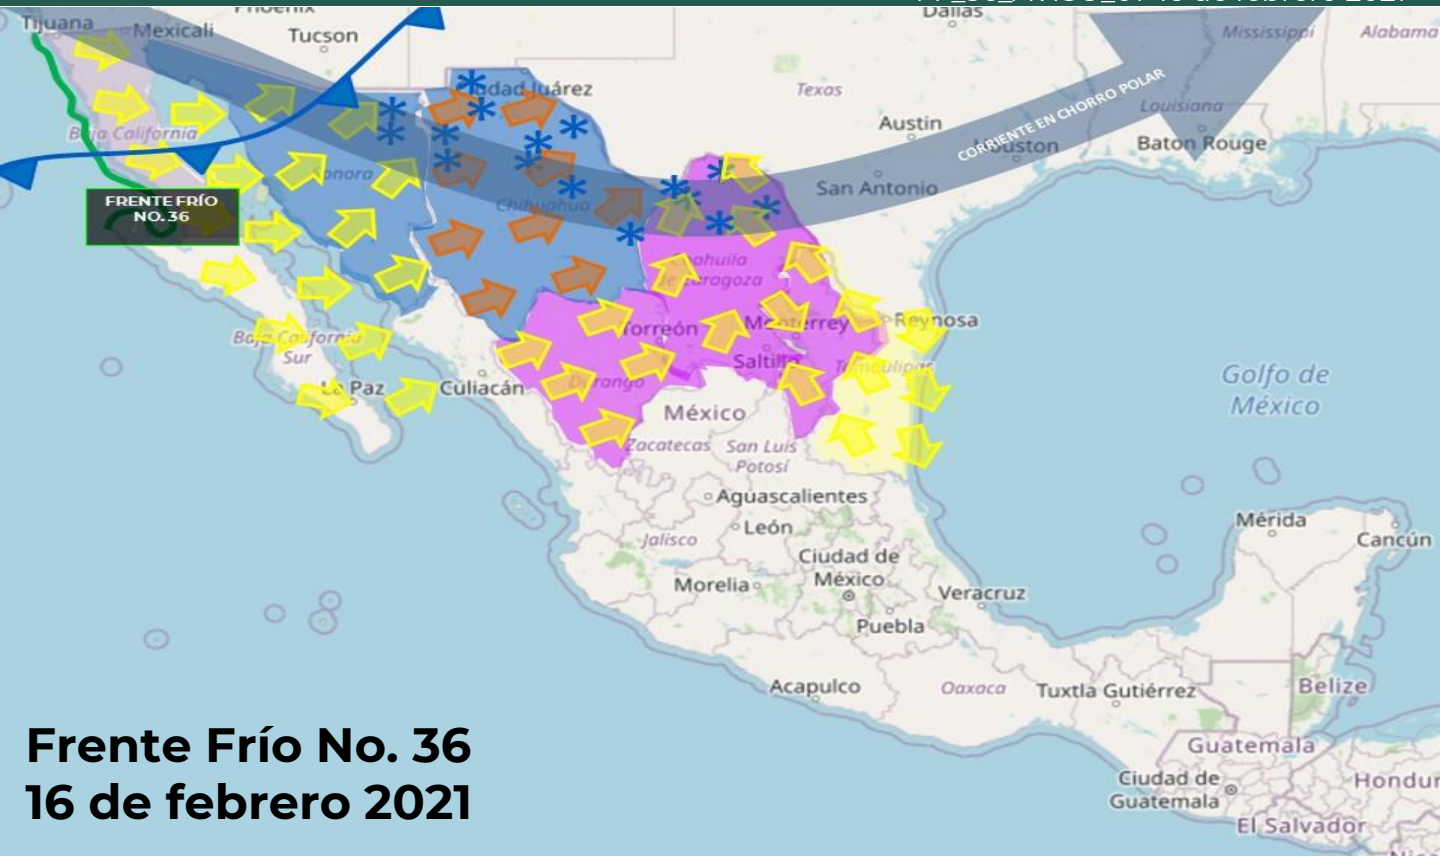 16 de febrero 2021
Phoenix
Dallas
Tijuana
Mexicali
Tucson
Mississippi
Alabama
Ciudad Juárez
Texas
CORRIENTE EN CHORRO POLAR
Louisiana
Austin
Houston
Baton Rouge
Baja California
Sonora
San Antonio
FRENTE FRÍO
NO. 36
Chihuahua
Coahuila
de Zaragoza
Torreón
Monterrey
Reynosa
Baja California
Sur
Saltillo
Tamaulipas
Golfo de
México
La Paz
Culiacán
Durango
México
Zacatecas
San Luis
Potosí
Aguascalientes
León
Mérida
Cancún
Jalisco
Ciudad de
México
Morelia
Veracruz
Puebla
Acapulco
Oaxaca
Tuxtla Gutiérrez
Belize
Frente Frío No. 36
16 de febrero 2021
Guatemala
Ciudad de
Guatemala
Hondur
El Salvador